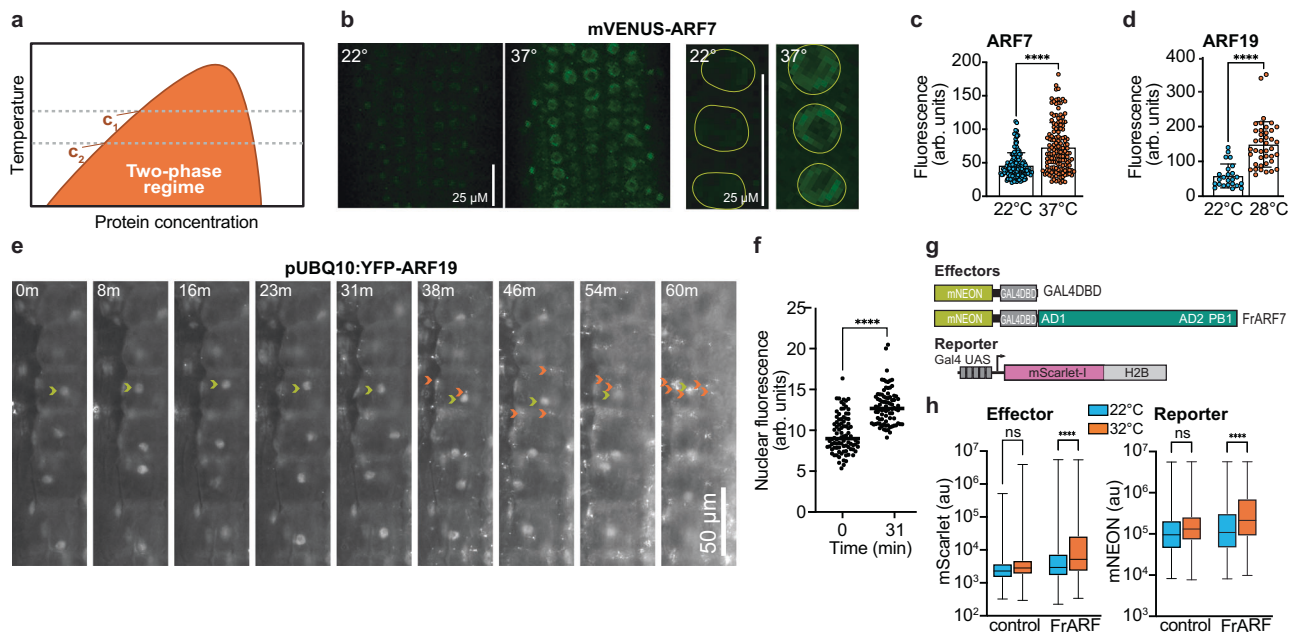 a
Temperature
c1
c2
Two-phase
regime
Protein concentration
b
mVENUS-ARF7
22°
37°
22°
37°
25 µM
25 µM
c
ARF7
****
Fluorescence
(arb. units)
200
150
100
50
0
22°C 37°C
d
ARF19
****
Fluorescence
(arb. units)
400
300
200
100
0
22°C 28°C
e
pUBQ10:YFP-ARF19
0m
8m
16m
23m
31m
38m
46m
54m
60m
50 µm
f
****
Nuclear fluorescence
(arb. units)
25
20
15
10
5
0
0
31
Time (min)
g
Effectors
mNEON GAL4DBD GAL4DBD
mNEON GAL4DBD AD1 AD2 PB1 FrARF7
Reporter
Gal4 UAS
mScarlet-I H2B
h
Effector
22°C
32°C
Reporter
ns
****
mScarlet (au)
10⁷
10⁶
10⁵
10⁴
10³
10²
control FrARF
ns
****
mNEON (au)
10⁷
10⁶
10⁵
10⁴
10³
control FrARF